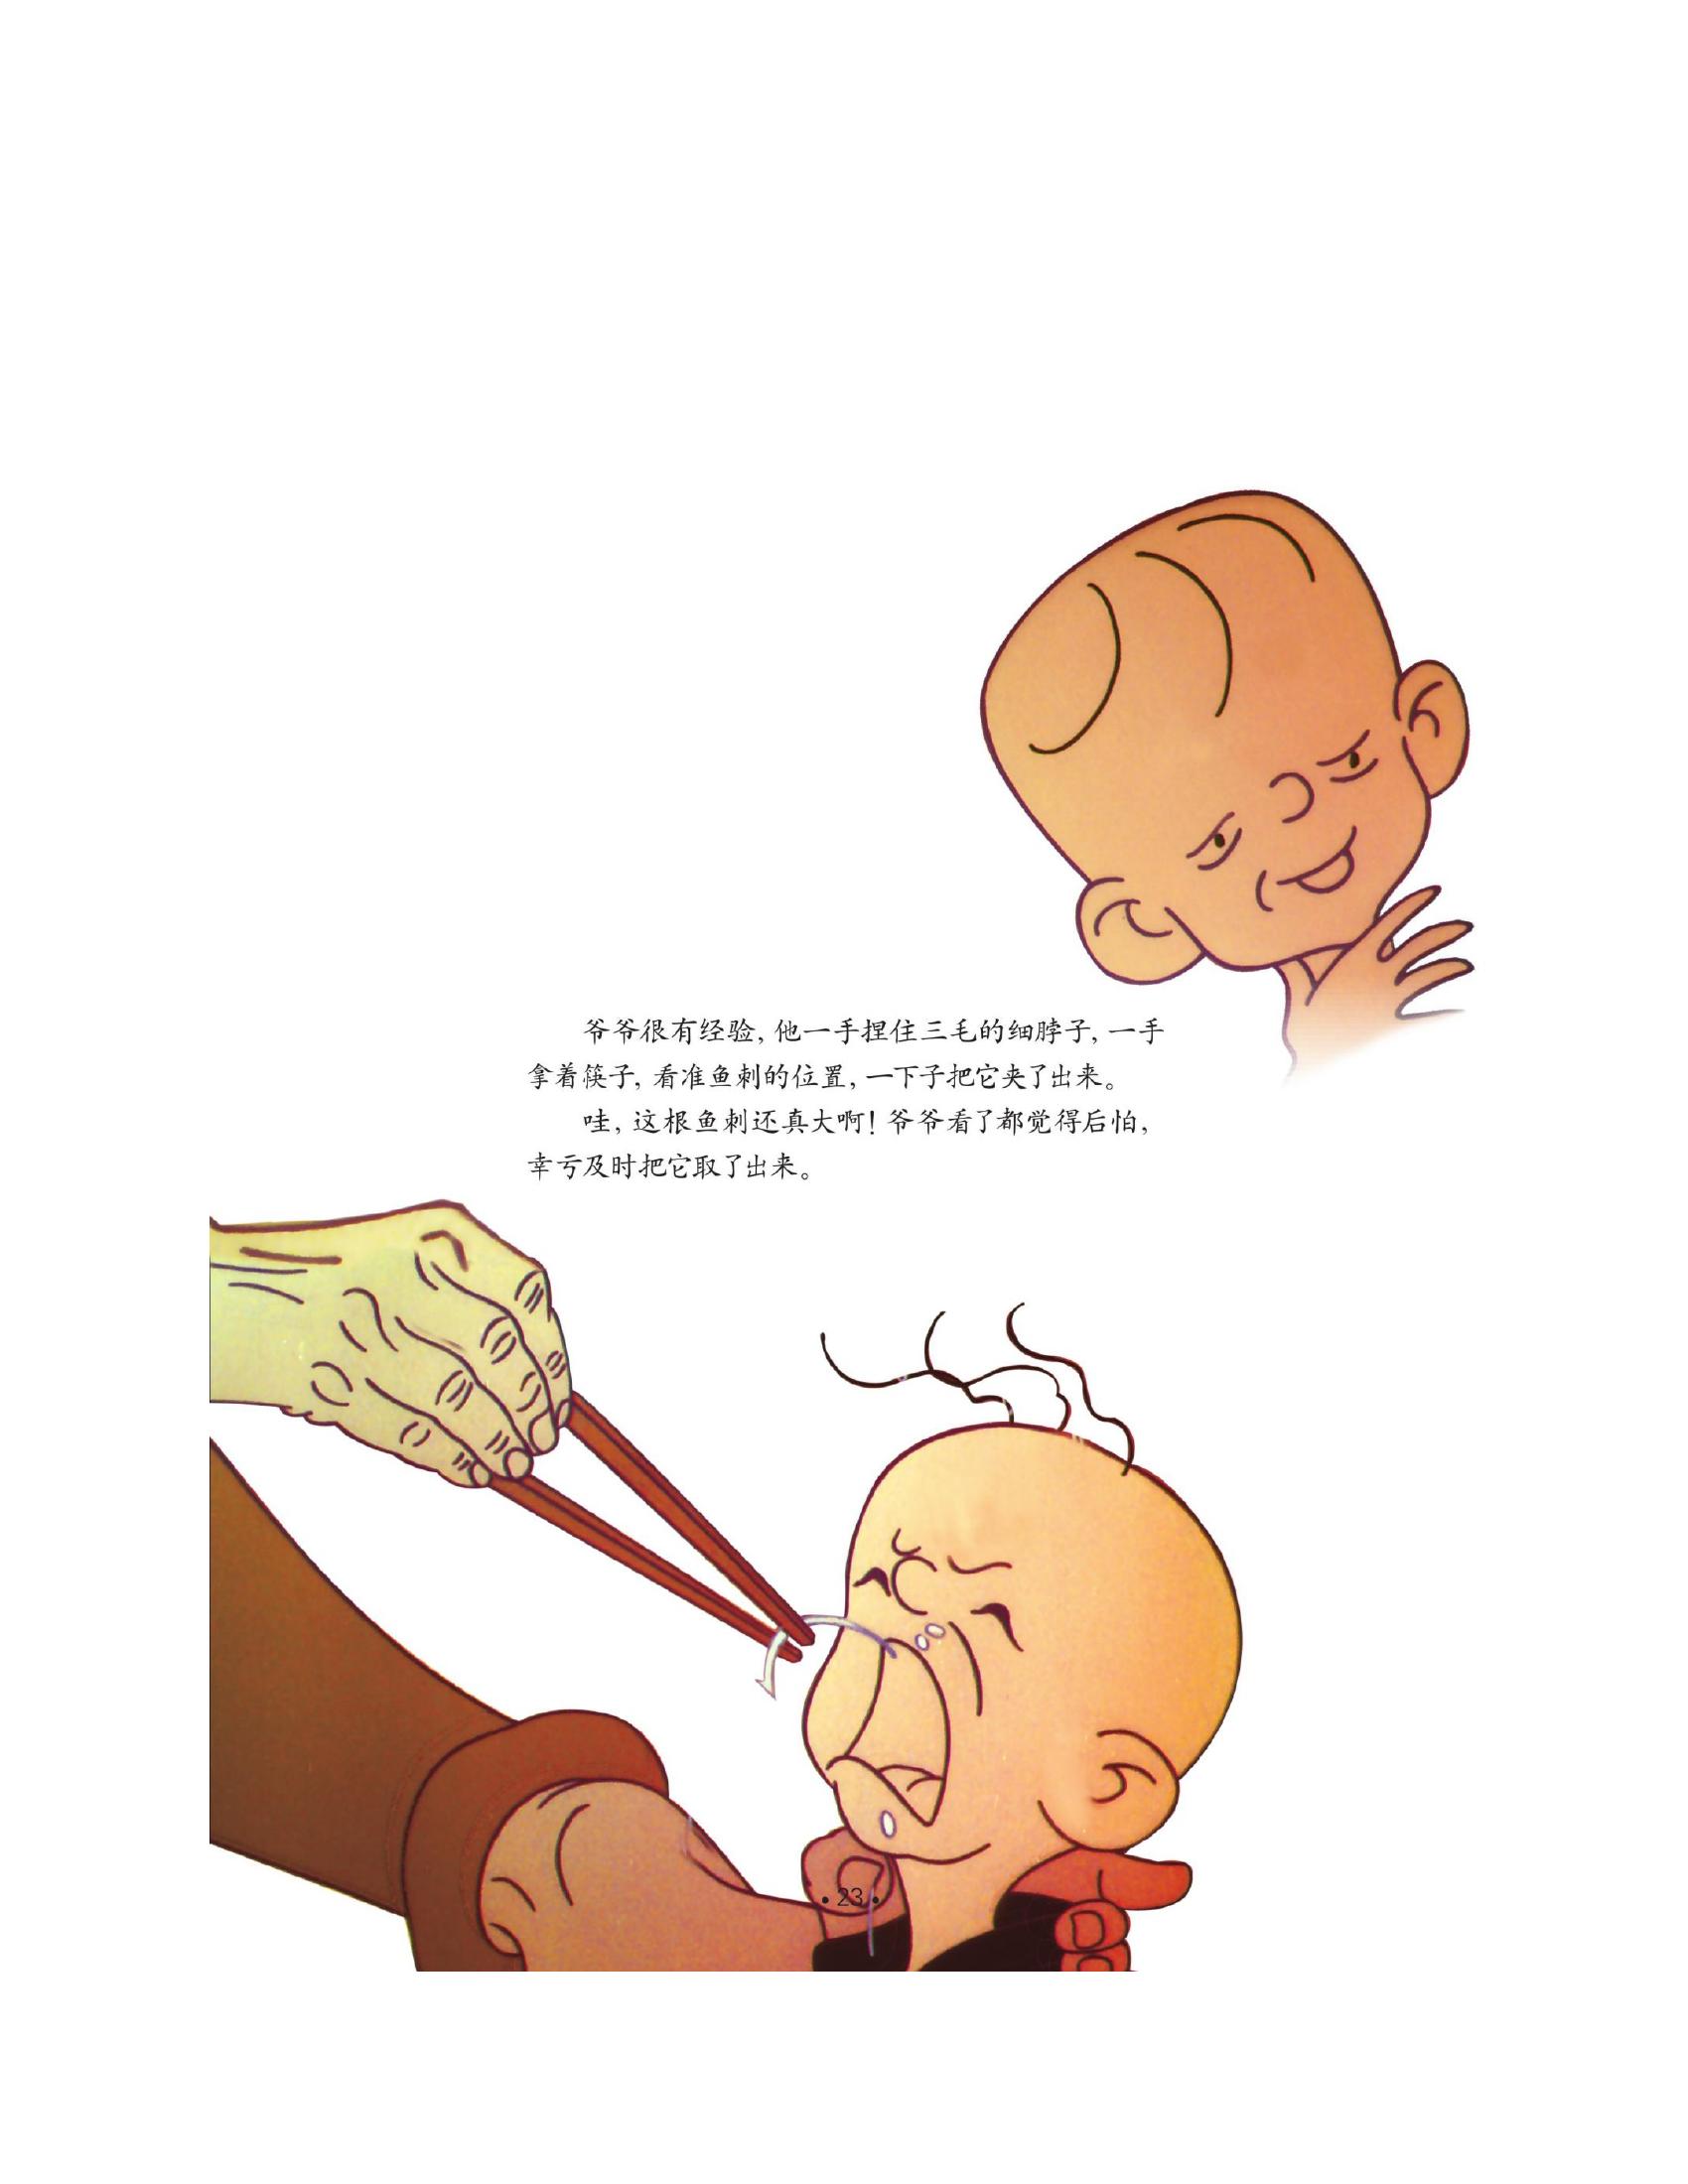 爷爷很有经验，他一手捏住三毛的细脖子，一手
拿着筷子，看准鱼刺的位置，一下子把它夹了出来。
哇，这根鱼刺还真大啊！爷爷看了都觉得后怕，
幸亏及时把它取了出来。
• 23 •